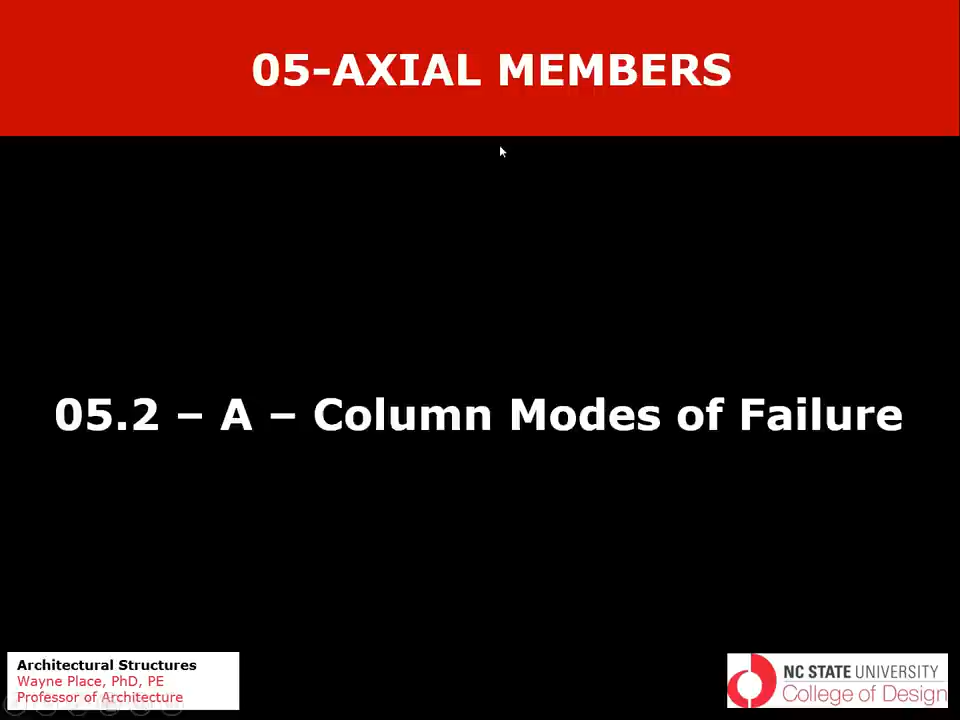 05-AXIAL MEMBERS
05.2 – A – Column Modes of Failure
Architectural Structures
Wayne Place, PhD, PE
Professor of Architecture
NC STATE UNIVERSITY
College of Design